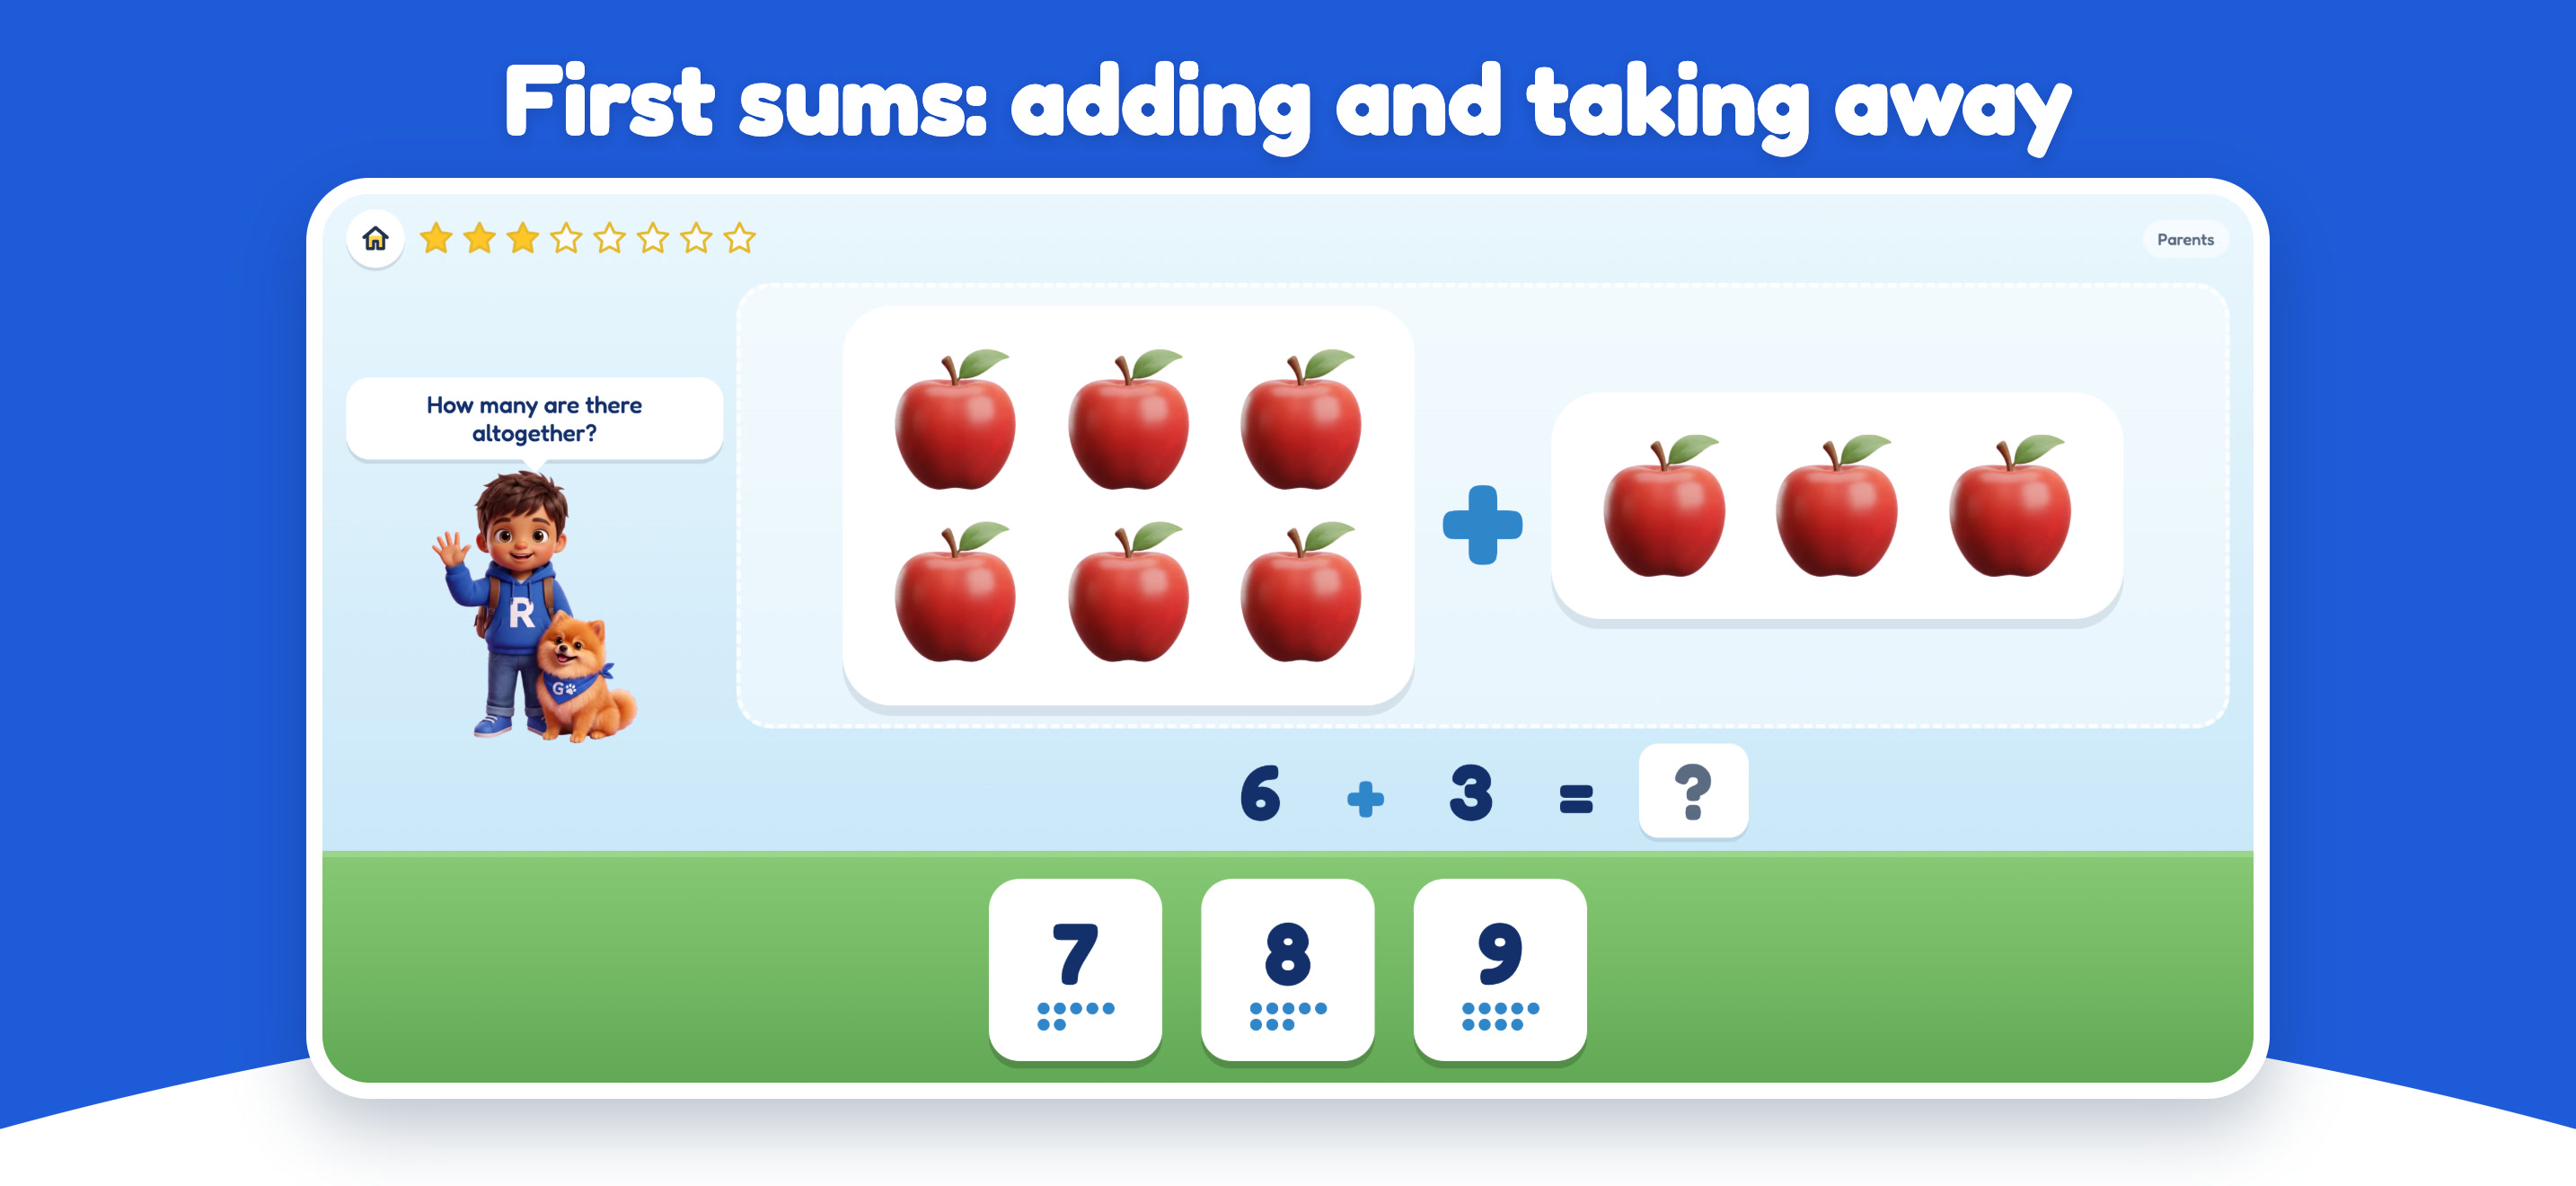 First sums: adding and taking away
Parents
How many are there
altogether?
R
G
6 + 3 = ?
7 8 9